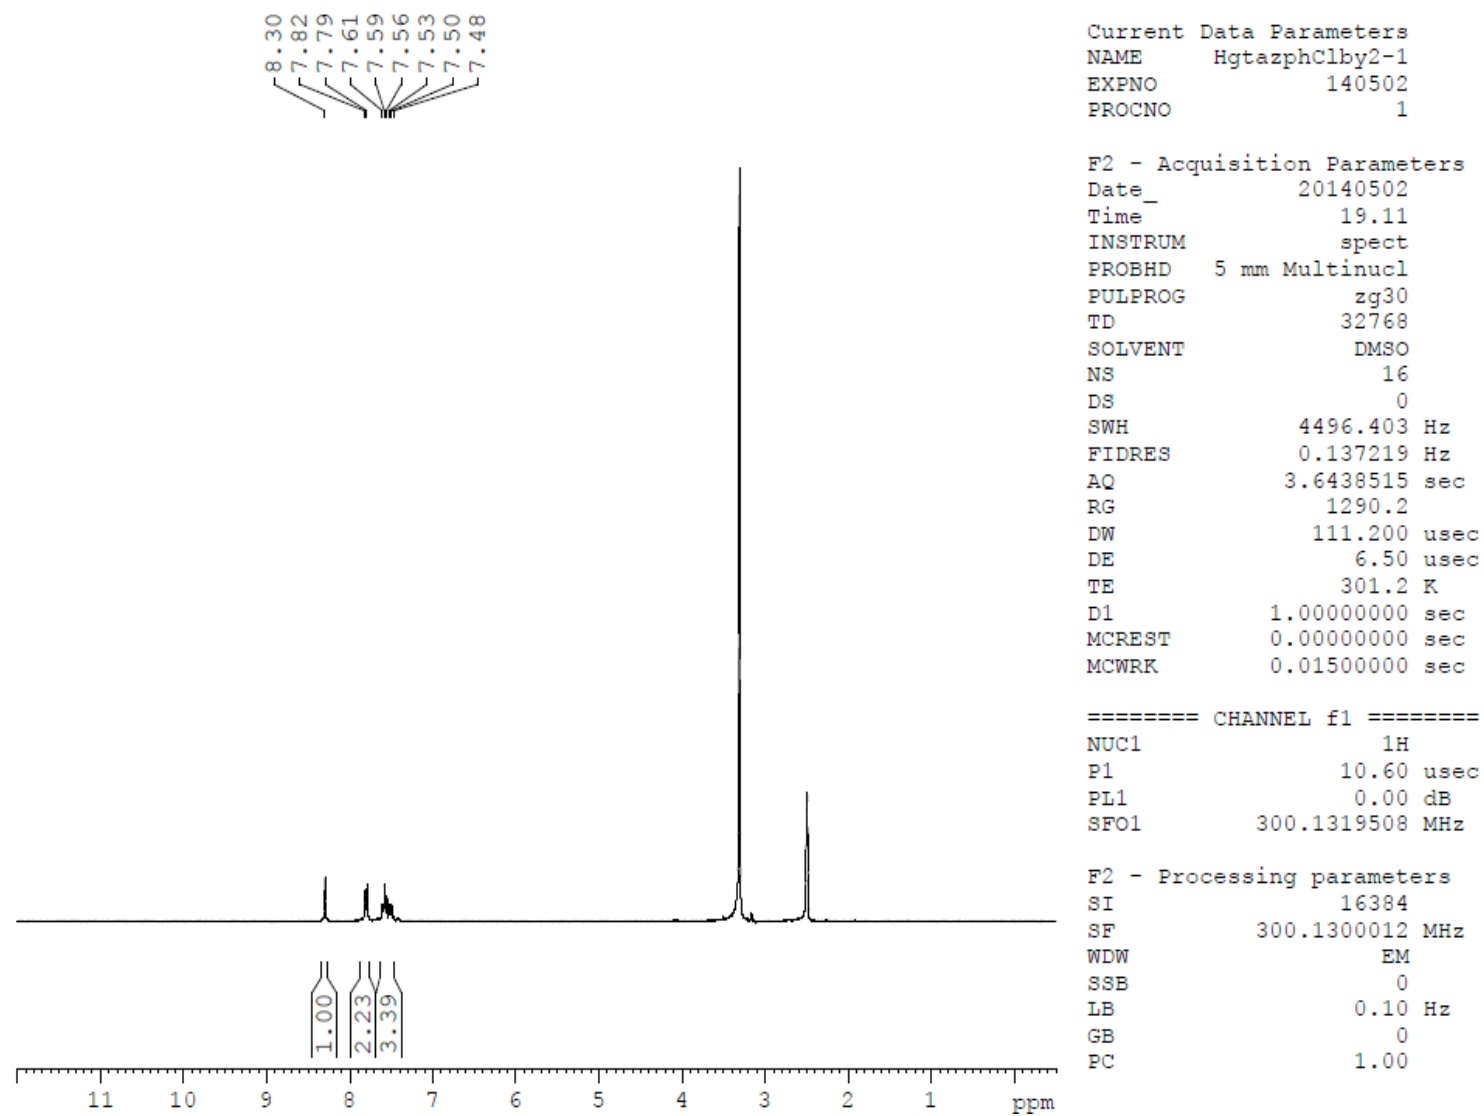 8.30
7.82
7.79
7.61
7.59
7.56
7.53
7.50
7.48
Current Data Parameters
NAME HgtazphClby2-1
EXPNO 140502
PROCNO 1
F2 - Acquisition Parameters
Date_ 20140502
Time 19.11
INSTRUM spect
PROBHD 5 mm Multinucl
PULPROG zg30
TD 32768
SOLVENT DMSO
NS 16
DS 0
SWH 4496.403 Hz
FIDRES 0.137219 Hz
AQ 3.6438515 sec
RG 1290.2
DW 111.200 usec
DE 6.50 usec
TE 301.2 K
D1 1.00000000 sec
MCREST 0.00000000 sec
MCWRK 0.01500000 sec
======== CHANNEL f1 ========
NUC1 1H
P1 10.60 usec
PL1 0.00 dB
SFO1 300.1319508 MHz
F2 - Processing parameters
SI 16384
SF 300.1300012 MHz
WDW EM
SSB 0
LB 0.10 Hz
GB 0
PC 1.00
1.00
2.23
3.39
11 10 9 8 7 6 5 4 3 2 1 ppm